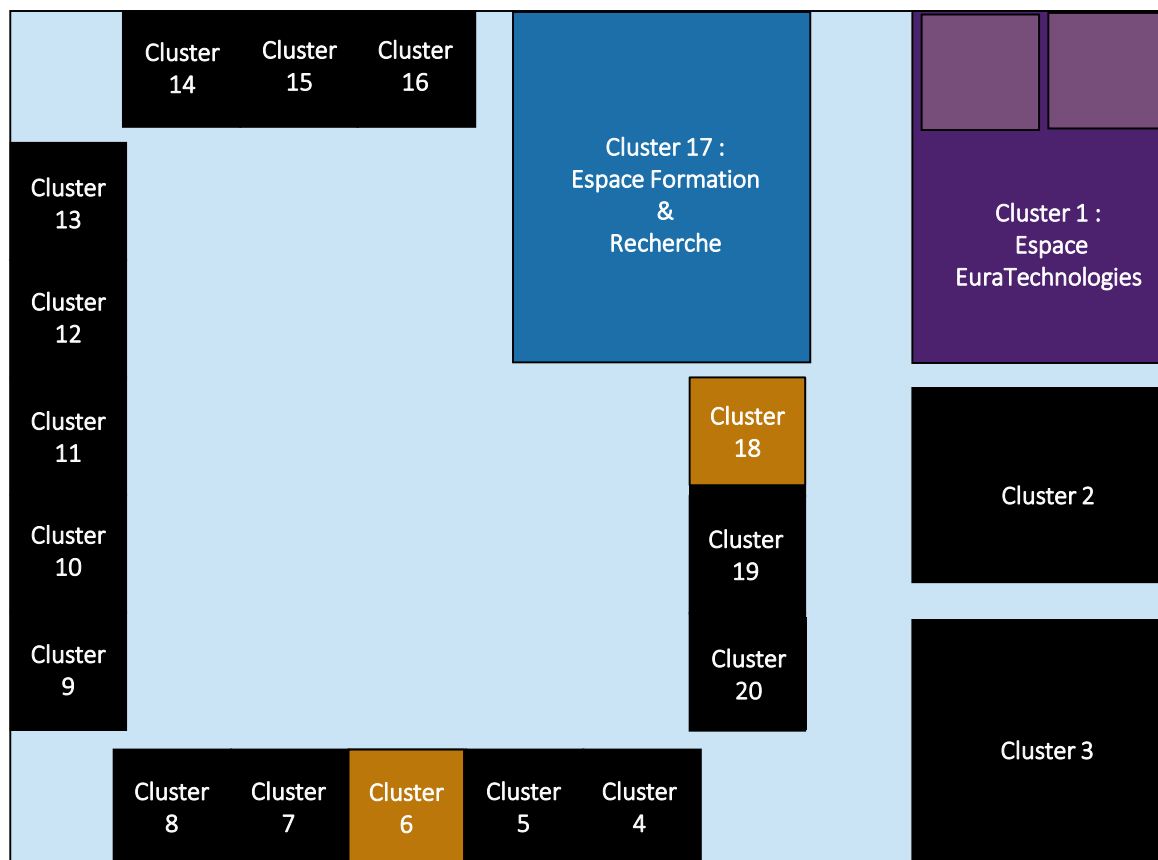 Cluster
14
Cluster
15
Cluster
16
Cluster 17 :
Espace Formation
&
Recherche
Cluster 1 :
Espace
EuraTechnologies
Cluster
13
Cluster
12
Cluster
11
Cluster
10
Cluster
9
Cluster
18
Cluster
19
Cluster
20
Cluster 2
Cluster 3
Cluster
8
Cluster
7
Cluster
6
Cluster
5
Cluster
4